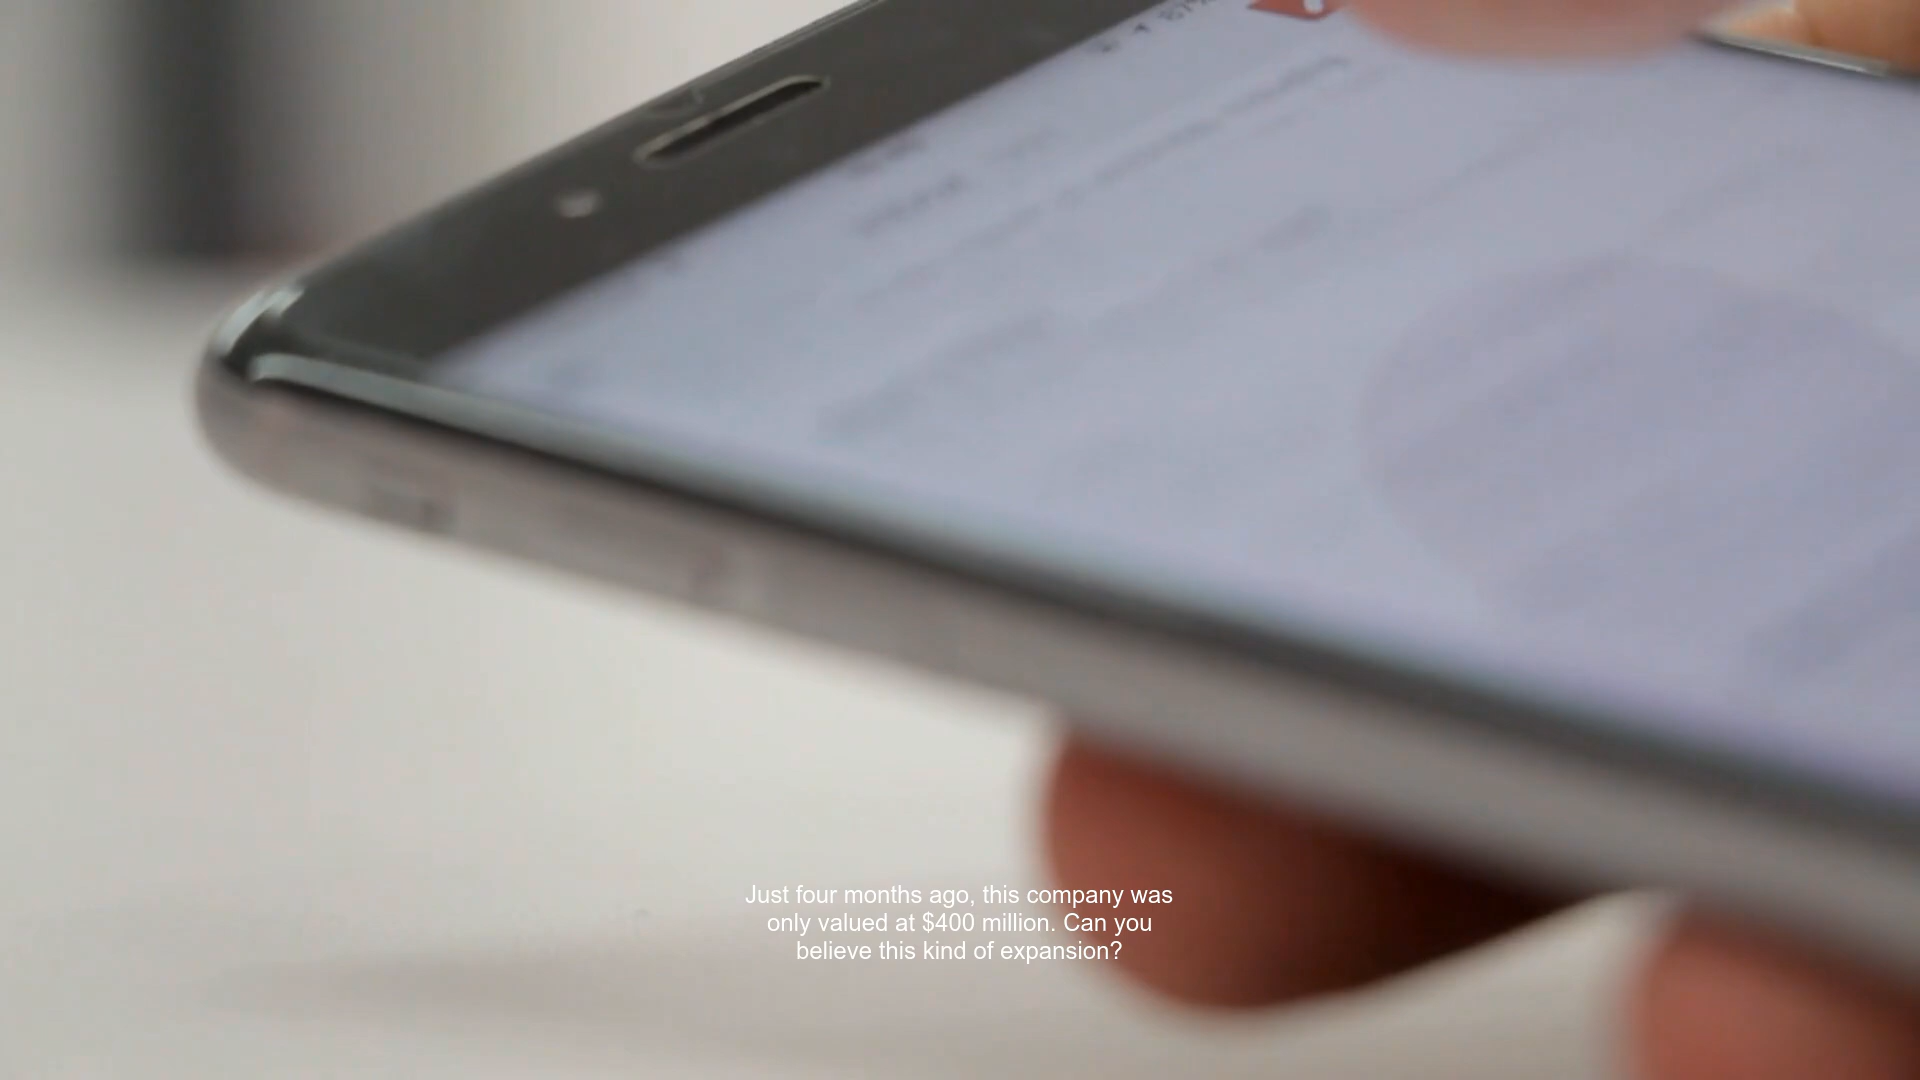 Just four months ago, this company was
only valued at $400 million. Can you
believe this kind of expansion?